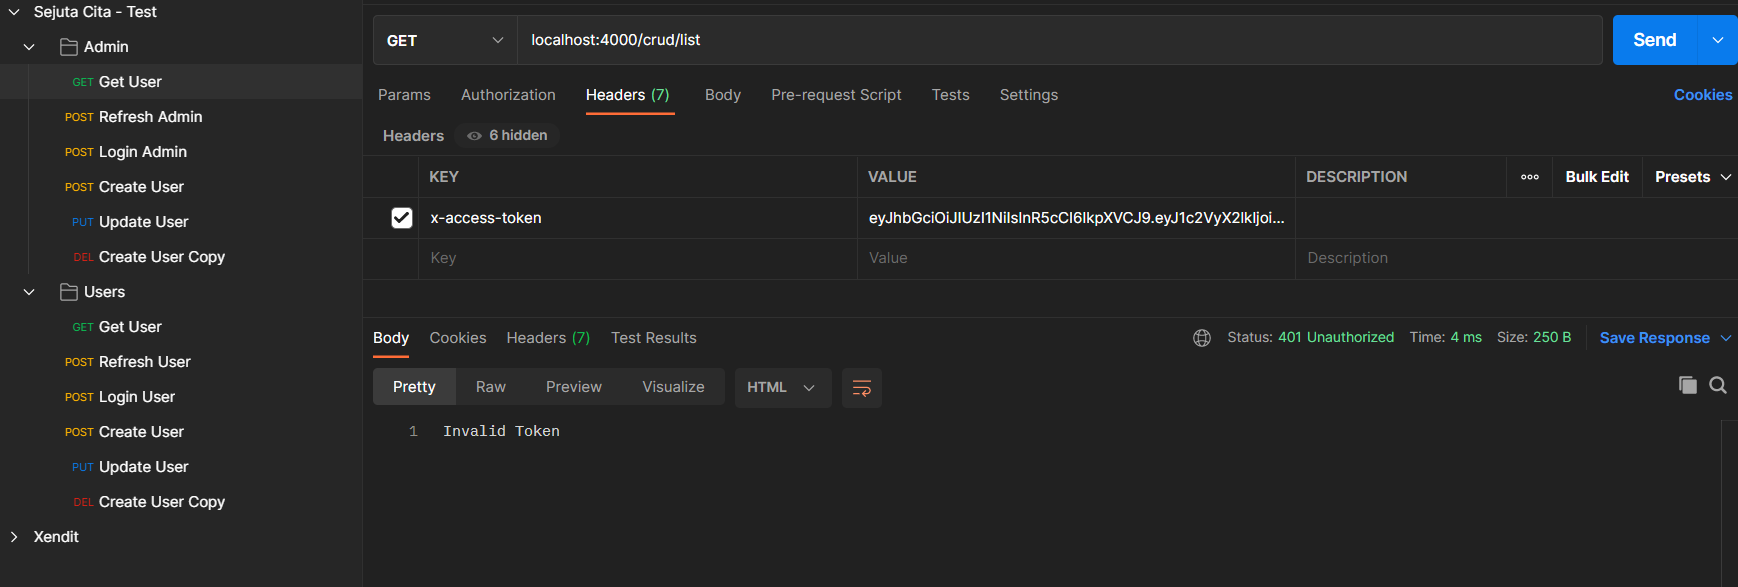 Sejuta Cita - Test
Admin
GET Get User
POST Refresh Admin
POST Login Admin
POST Create User
PUT Update User
DEL Create User Copy
Users
GET Get User
POST Refresh User
POST Login User
POST Create User
PUT Update User
DEL Create User Copy
Xendit
GET localhost:4000/crud/list Send
Params Authorization Headers (7) Body Pre-request Script Tests Settings Cookies
Headers 6 hidden
KEY VALUE DESCRIPTION Bulk Edit Presets
x-access-token eyJhbGciOiJIUzI1NiIsInR5cCI6IkpXVCJ9.eyJ1c2VyX2lkIjoi...
Key Value Description
Body Cookies Headers (7) Test Results Status: 401 Unauthorized Time: 4 ms Size: 250 B Save Response
Pretty Raw Preview Visualize HTML
1 Invalid Token